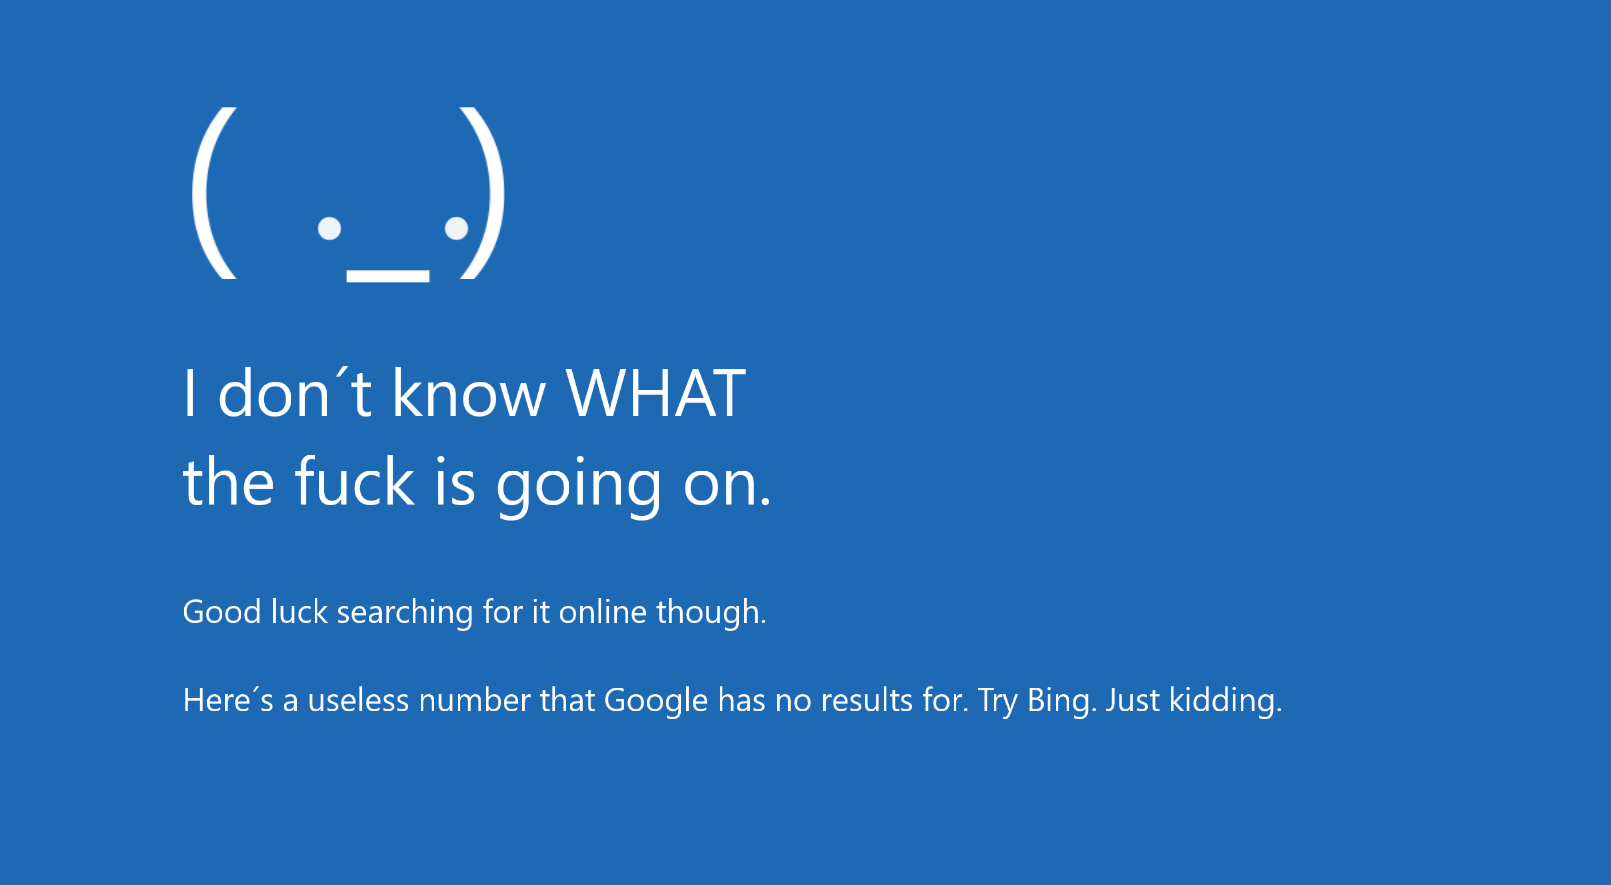 ( ._.)
I don´t know WHAT
the fuck is going on.
Good luck searching for it online though.
Here´s a useless number that Google has no results for. Try Bing. Just kidding.